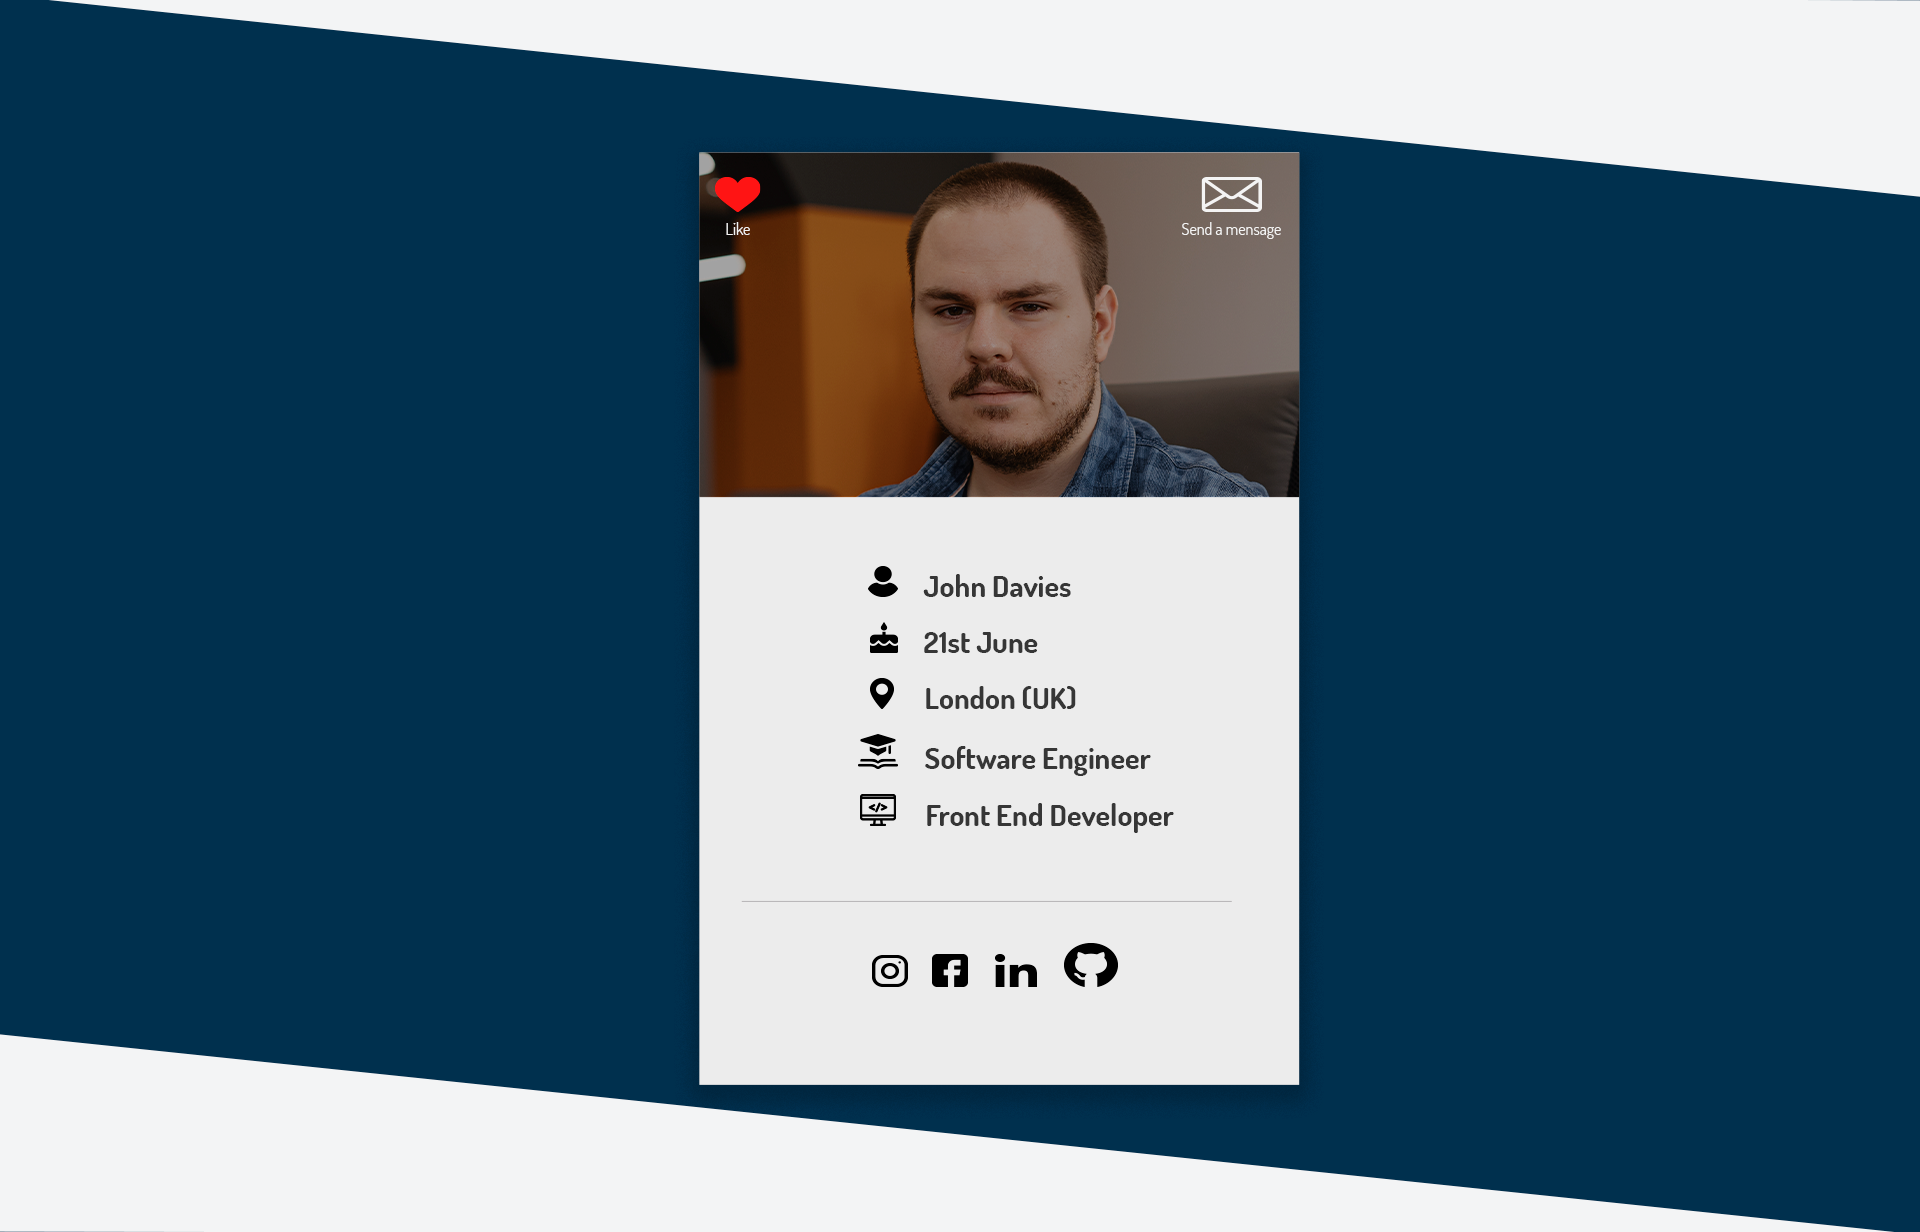 Like
Send a mensage
John Davies
21st June
London (UK)
Software Engineer
</>
Front End Developer
in